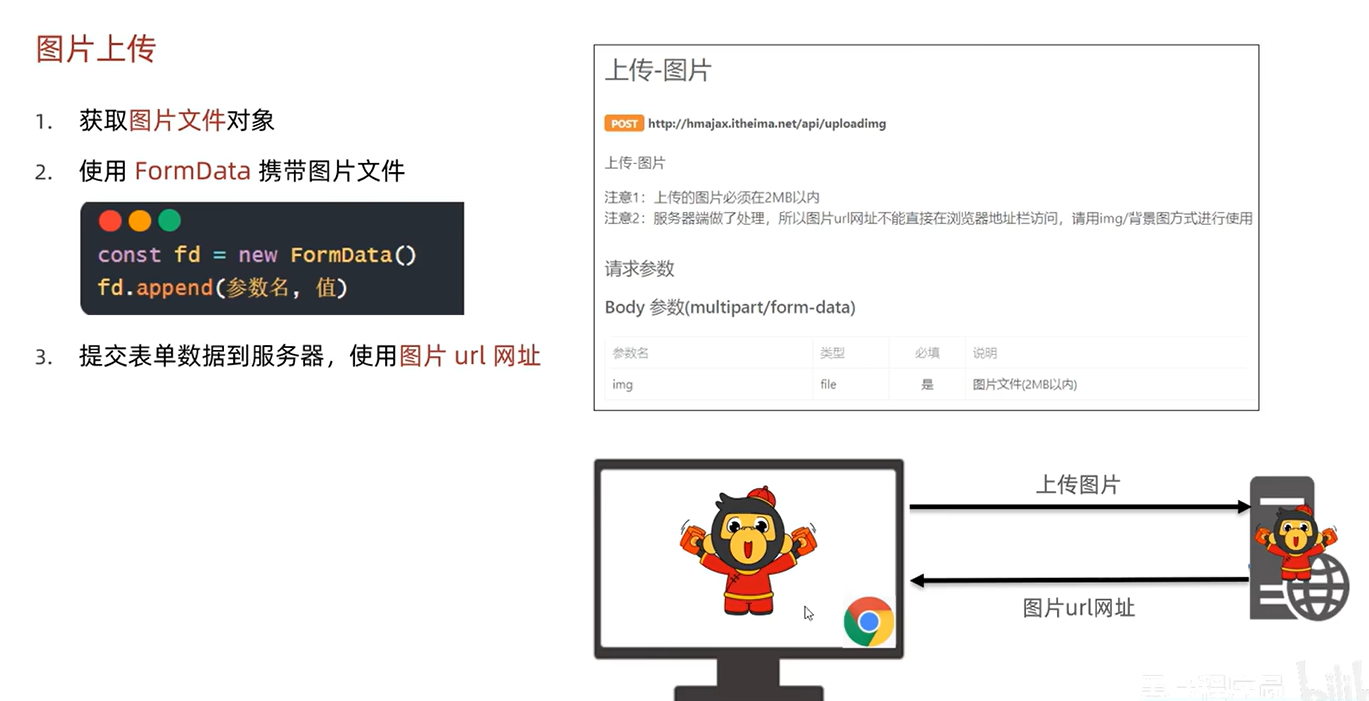 图片上传
1. 获取图片文件对象
2. 使用 FormData 携带图片文件
const fd = new FormData()
fd.append(参数名, 值)
3. 提交表单数据到服务器，使用图片 url 网址
上传-图片
POST http://hmajax.itheima.net/api/uploadimg
上传-图片
注意1：上传的图片必须在2MB以内
注意2：服务器端做了处理，所以图片url网址不能直接在浏览器地址栏访问，请用img/背景图方式进行使用
请求参数
Body 参数(multipart/form-data)
参数名 类型 必填 说明
img file 是 图片文件(2MB以内)
上传图片
图片url网址